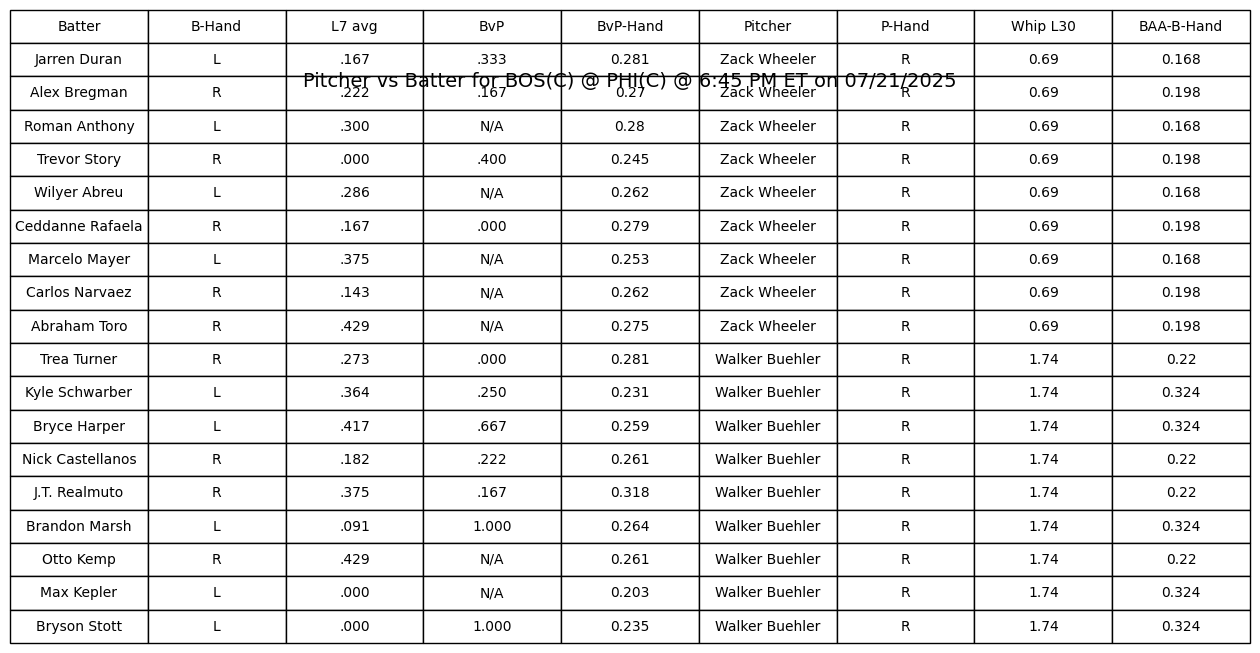 Batter B-Hand L7 avg BvP BvP-Hand Pitcher P-Hand Whip L30 BAA-B-Hand
Jarren Duran L .167 .333 0.281 Zack Wheeler R 0.69 0.168
Pitcher vs Batter for BOS(C) @ PHI(C) @ 6:45 PM ET on 07/21/2025
Alex Bregman R .222 .167 0.27 Zack Wheeler R 0.69 0.198
Roman Anthony L .300 N/A 0.28 Zack Wheeler R 0.69 0.168
Trevor Story R .000 .400 0.245 Zack Wheeler R 0.69 0.198
Wilyer Abreu L .286 N/A 0.262 Zack Wheeler R 0.69 0.168
Ceddanne Rafaela R .167 .000 0.279 Zack Wheeler R 0.69 0.198
Marcelo Mayer L .375 N/A 0.253 Zack Wheeler R 0.69 0.168
Carlos Narvaez R .143 N/A 0.262 Zack Wheeler R 0.69 0.198
Abraham Toro R .429 N/A 0.275 Zack Wheeler R 0.69 0.198
Trea Turner R .273 .000 0.281 Walker Buehler R 1.74 0.22
Kyle Schwarber L .364 .250 0.231 Walker Buehler R 1.74 0.324
Bryce Harper L .417 .667 0.259 Walker Buehler R 1.74 0.324
Nick Castellanos R .182 .222 0.261 Walker Buehler R 1.74 0.22
J.T. Realmuto R .375 .167 0.318 Walker Buehler R 1.74 0.22
Brandon Marsh L .091 1.000 0.264 Walker Buehler R 1.74 0.324
Otto Kemp R .429 N/A 0.261 Walker Buehler R 1.74 0.22
Max Kepler L .000 N/A 0.203 Walker Buehler R 1.74 0.324
Bryson Stott L .000 1.000 0.235 Walker Buehler R 1.74 0.324